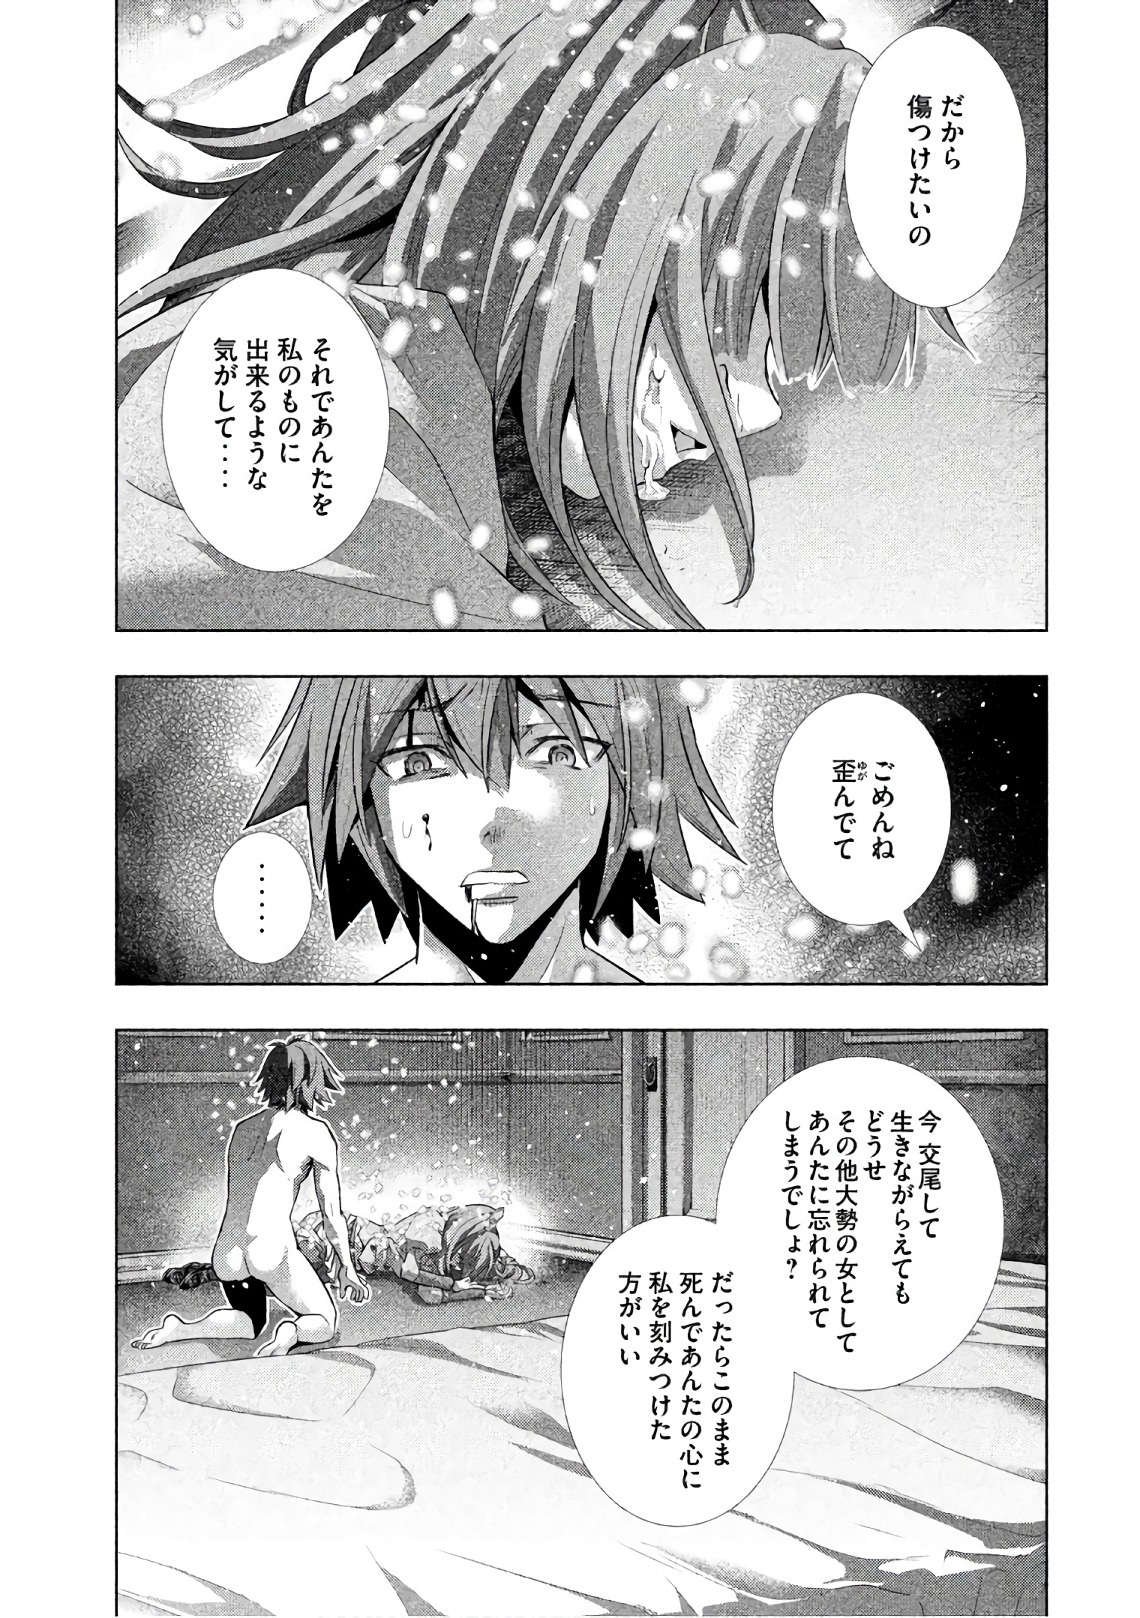 だから
傷つけたいの
それであんたを
私のものに
出来るような
気がして‥‥
ごめんね
歪んでて
ゆが
‥‥‥
今 交尾して
生きながらえても
どうせ
その他大勢の女として
あんたに忘れられて
しまうでしょ？
だったらこのまま
死んであんたの心に
私を刻みつけた
方がいい